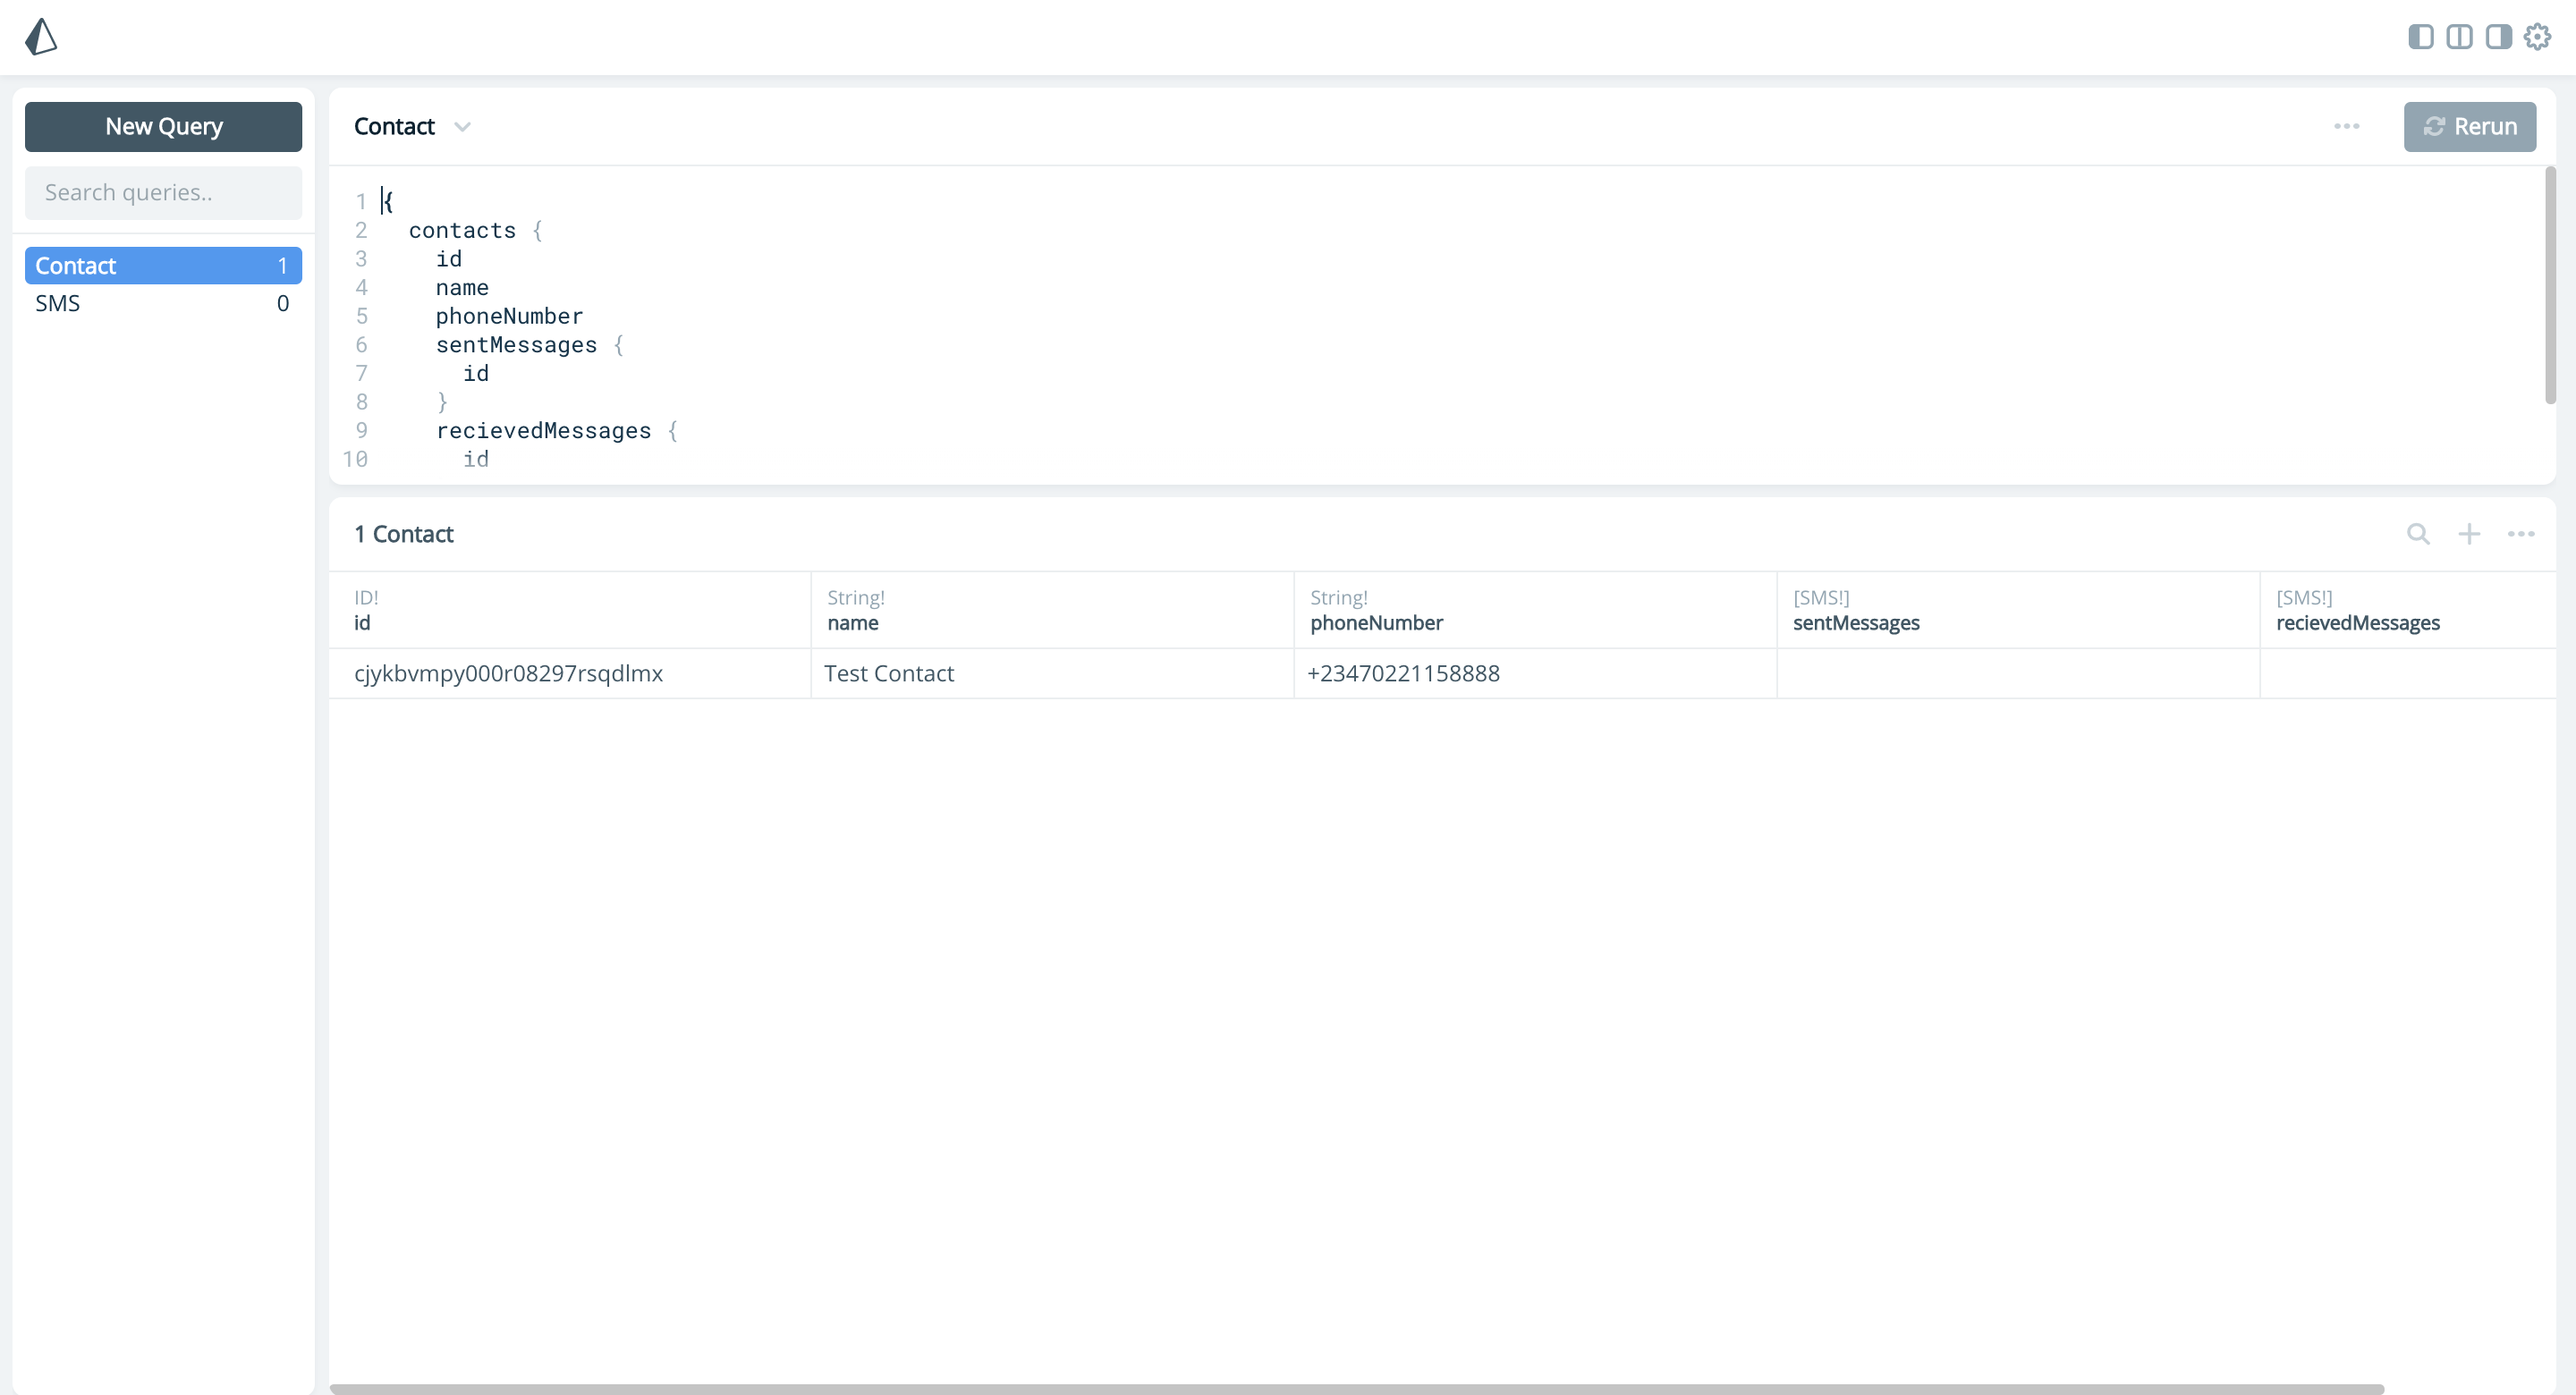 New Query
Search queries..
Contact 1
SMS 0
Contact
Rerun
1 {
2 contacts {
3 id
4 name
5 phoneNumber
6 sentMessages {
7 id
8 }
9 recievedMessages {
10 id
1 Contact
ID! String! String! [SMS!] [SMS!]
id name phoneNumber sentMessages recievedMessages
cjykbvmpy000r08297rsqdlmx Test Contact +23470221158888